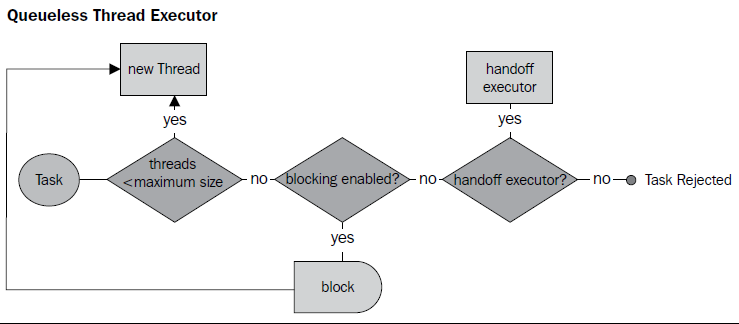 Queueless Thread Executor
new Thread
handoff
executor
yes
yes
Task
threads
<maximum size
no
blocking enabled?
no
handoff executor?
no
Task Rejected
yes
block